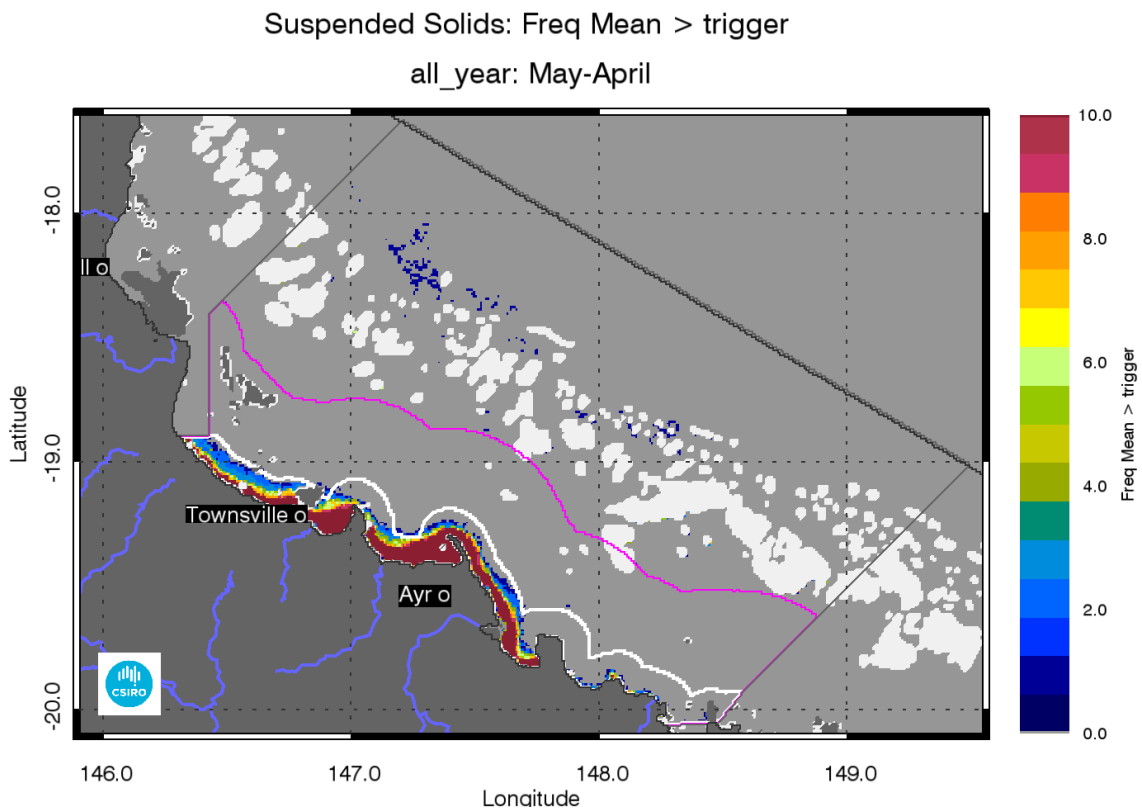 Suspended Solids: Freq Mean > trigger
all_year: May-April
10.0
8.0
6.0
4.0
2.0
0.0
Freq Mean > trigger
-18.0
-19.0
-20.0
Latitude
ll o
Townsville o
Ayr o
CSIRO
146.0
147.0
148.0
149.0
Longitude